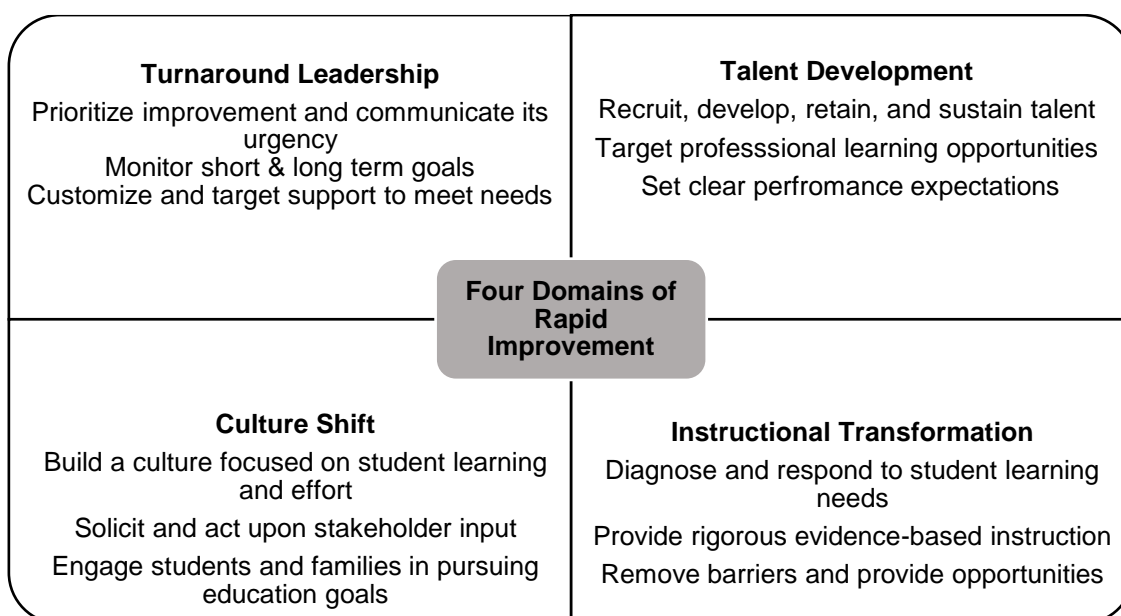 Turnaround Leadership
Prioritize improvement and communicate its
urgency
Monitor short & long term goals
Customize and target support to meet needs
Talent Development
Recruit, develop, retain, and sustain talent
Target professsional learning opportunities
Set clear perfromance expectations
Four Domains of
Rapid
Improvement
Culture Shift
Build a culture focused on student learning
and effort
Solicit and act upon stakeholder input
Engage students and families in pursuing
education goals
Instructional Transformation
Diagnose and respond to student learning
needs
Provide rigorous evidence-based instruction
Remove barriers and provide opportunities